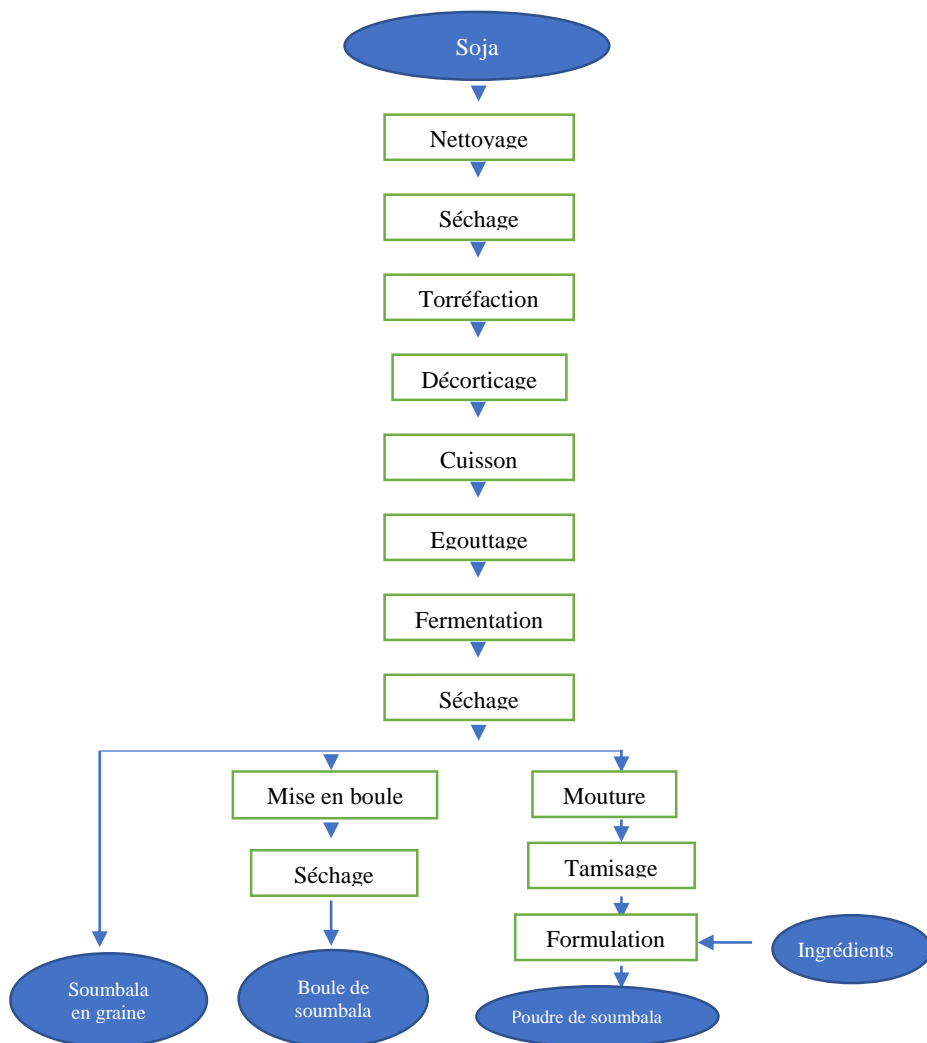 Soja
Nettoyage
Séchage
Torréfaction
Décorticage
Cuisson
Egouttage
Fermentation
Séchage
Mise en boule
Mouture
Séchage
Tamisage
Formulation
Ingrédients
Soumbala
en graine
Boule de
soumbala
Poudre de soumbala